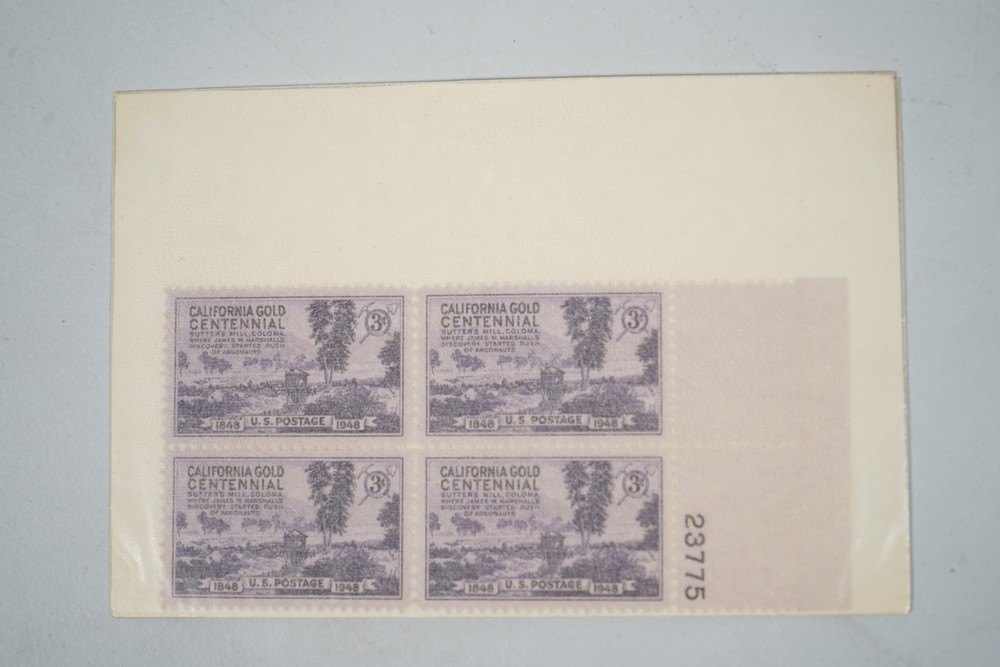 CALIFORNIA GOLD
CENTENNIAL
SUTTER'S MILL, COLOMA,
WHERE JAMES W. MARSHALL'S
DISCOVERY STARTED RUSH
OF ARGONAUTS
3¢
1848 U.S. POSTAGE 1948
CALIFORNIA GOLD
CENTENNIAL
SUTTER'S MILL, COLOMA,
WHERE JAMES W. MARSHALL'S
DISCOVERY STARTED RUSH
OF ARGONAUTS
3¢
1848 U.S. POSTAGE 1948
CALIFORNIA GOLD
CENTENNIAL
SUTTER'S MILL, COLOMA,
WHERE JAMES W. MARSHALL'S
DISCOVERY STARTED RUSH
OF ARGONAUTS
3¢
1848 U.S. POSTAGE 1948
CALIFORNIA GOLD
CENTENNIAL
SUTTER'S MILL, COLOMA,
WHERE JAMES W. MARSHALL'S
DISCOVERY STARTED RUSH
OF ARGONAUTS
3¢
1848 U.S. POSTAGE 1948
23775